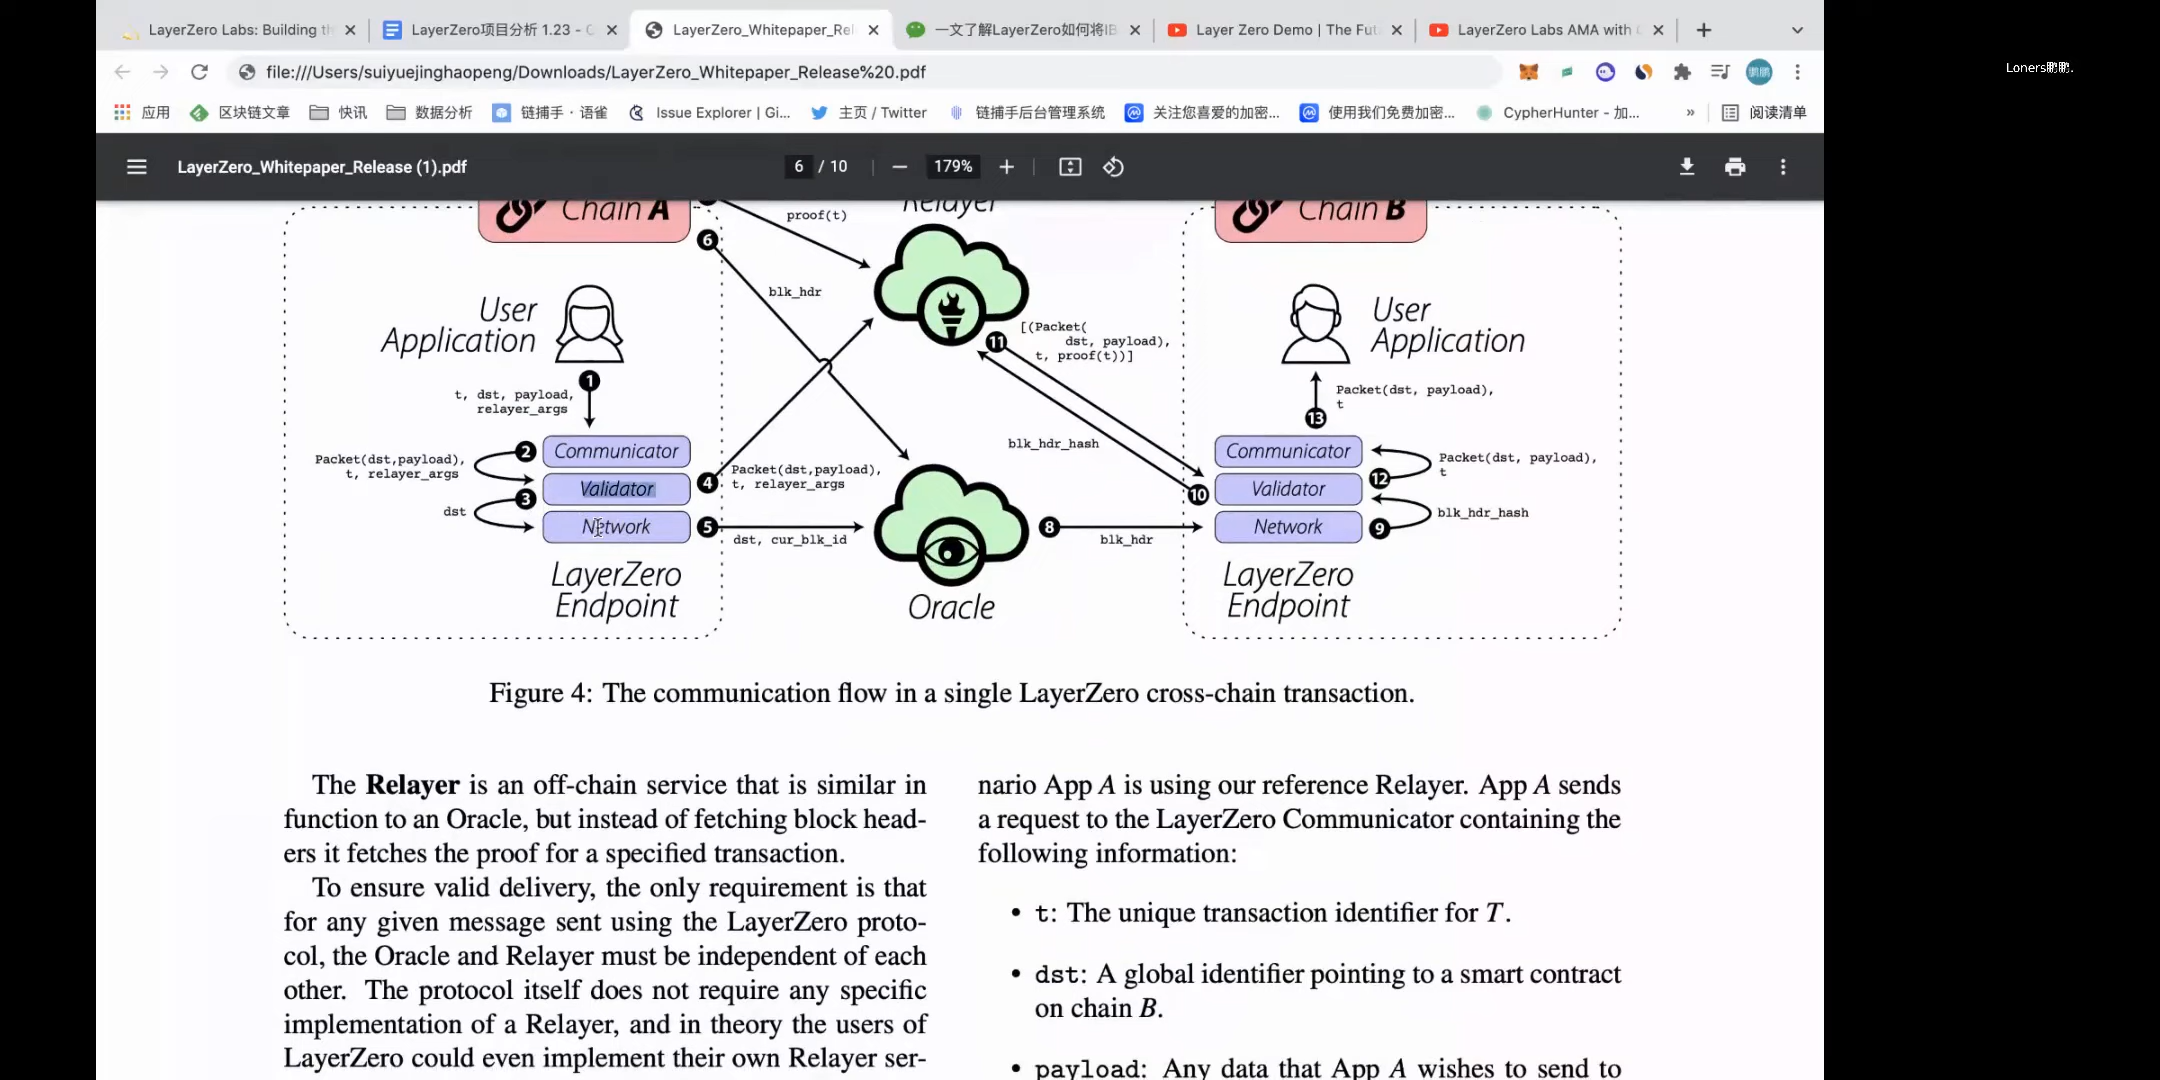 LayerZero Labs: Building th
LayerZero项目分析 1.23 - G
LayerZero_Whitepaper_Rel
一文了解LayerZero如何将IB
Layer Zero Demo | The Fut
LayerZero Labs AMA with
file:///Users/suiyuejinghaopeng/Downloads/LayerZero_Whitepaper_Release%20.pdf
Loners鹏鹏.
应用
区块链文章
快讯
数据分析
链捕手 · 语雀
Issue Explorer | Gi...
主页 / Twitter
链捕手后台管理系统
关注您喜爱的加密...
使用我们免费加密...
CypherHunter - 加...
»
阅读清单
LayerZero_Whitepaper_Release (1).pdf
6 / 10
179%
Chain A
proof(t)
Relayer
Chain B
6
blk_hdr
User
Application
[(Packet(
dst, payload),
t, proof(t))]
11
User
Application
1
t, dst, payload,
relayer_args
Packet(dst, payload),
t
13
2
Communicator
Packet(dst,payload),
t, relayer_args
Validator
3
dst
Network
4
Packet(dst,payload),
t, relayer_args
5
dst, cur_blk_id
blk_hdr_hash
10
8
blk_hdr
Communicator
Validator
Network
12
Packet(dst, payload),
t
9
blk_hdr_hash
LayerZero
Endpoint
Oracle
LayerZero
Endpoint
Figure 4: The communication flow in a single LayerZero cross-chain transaction.
The Relayer is an off-chain service that is similar in
function to an Oracle, but instead of fetching block head-
ers it fetches the proof for a specified transaction.
To ensure valid delivery, the only requirement is that
for any given message sent using the LayerZero proto-
col, the Oracle and Relayer must be independent of each
other. The protocol itself does not require any specific
implementation of a Relayer, and in theory the users of
LayerZero could even implement their own Relayer ser-
nario App A is using our reference Relayer. App A sends
a request to the LayerZero Communicator containing the
following information:
• t: The unique transaction identifier for T.
• dst: A global identifier pointing to a smart contract
on chain B.
• payload: Any data that App A wishes to send to